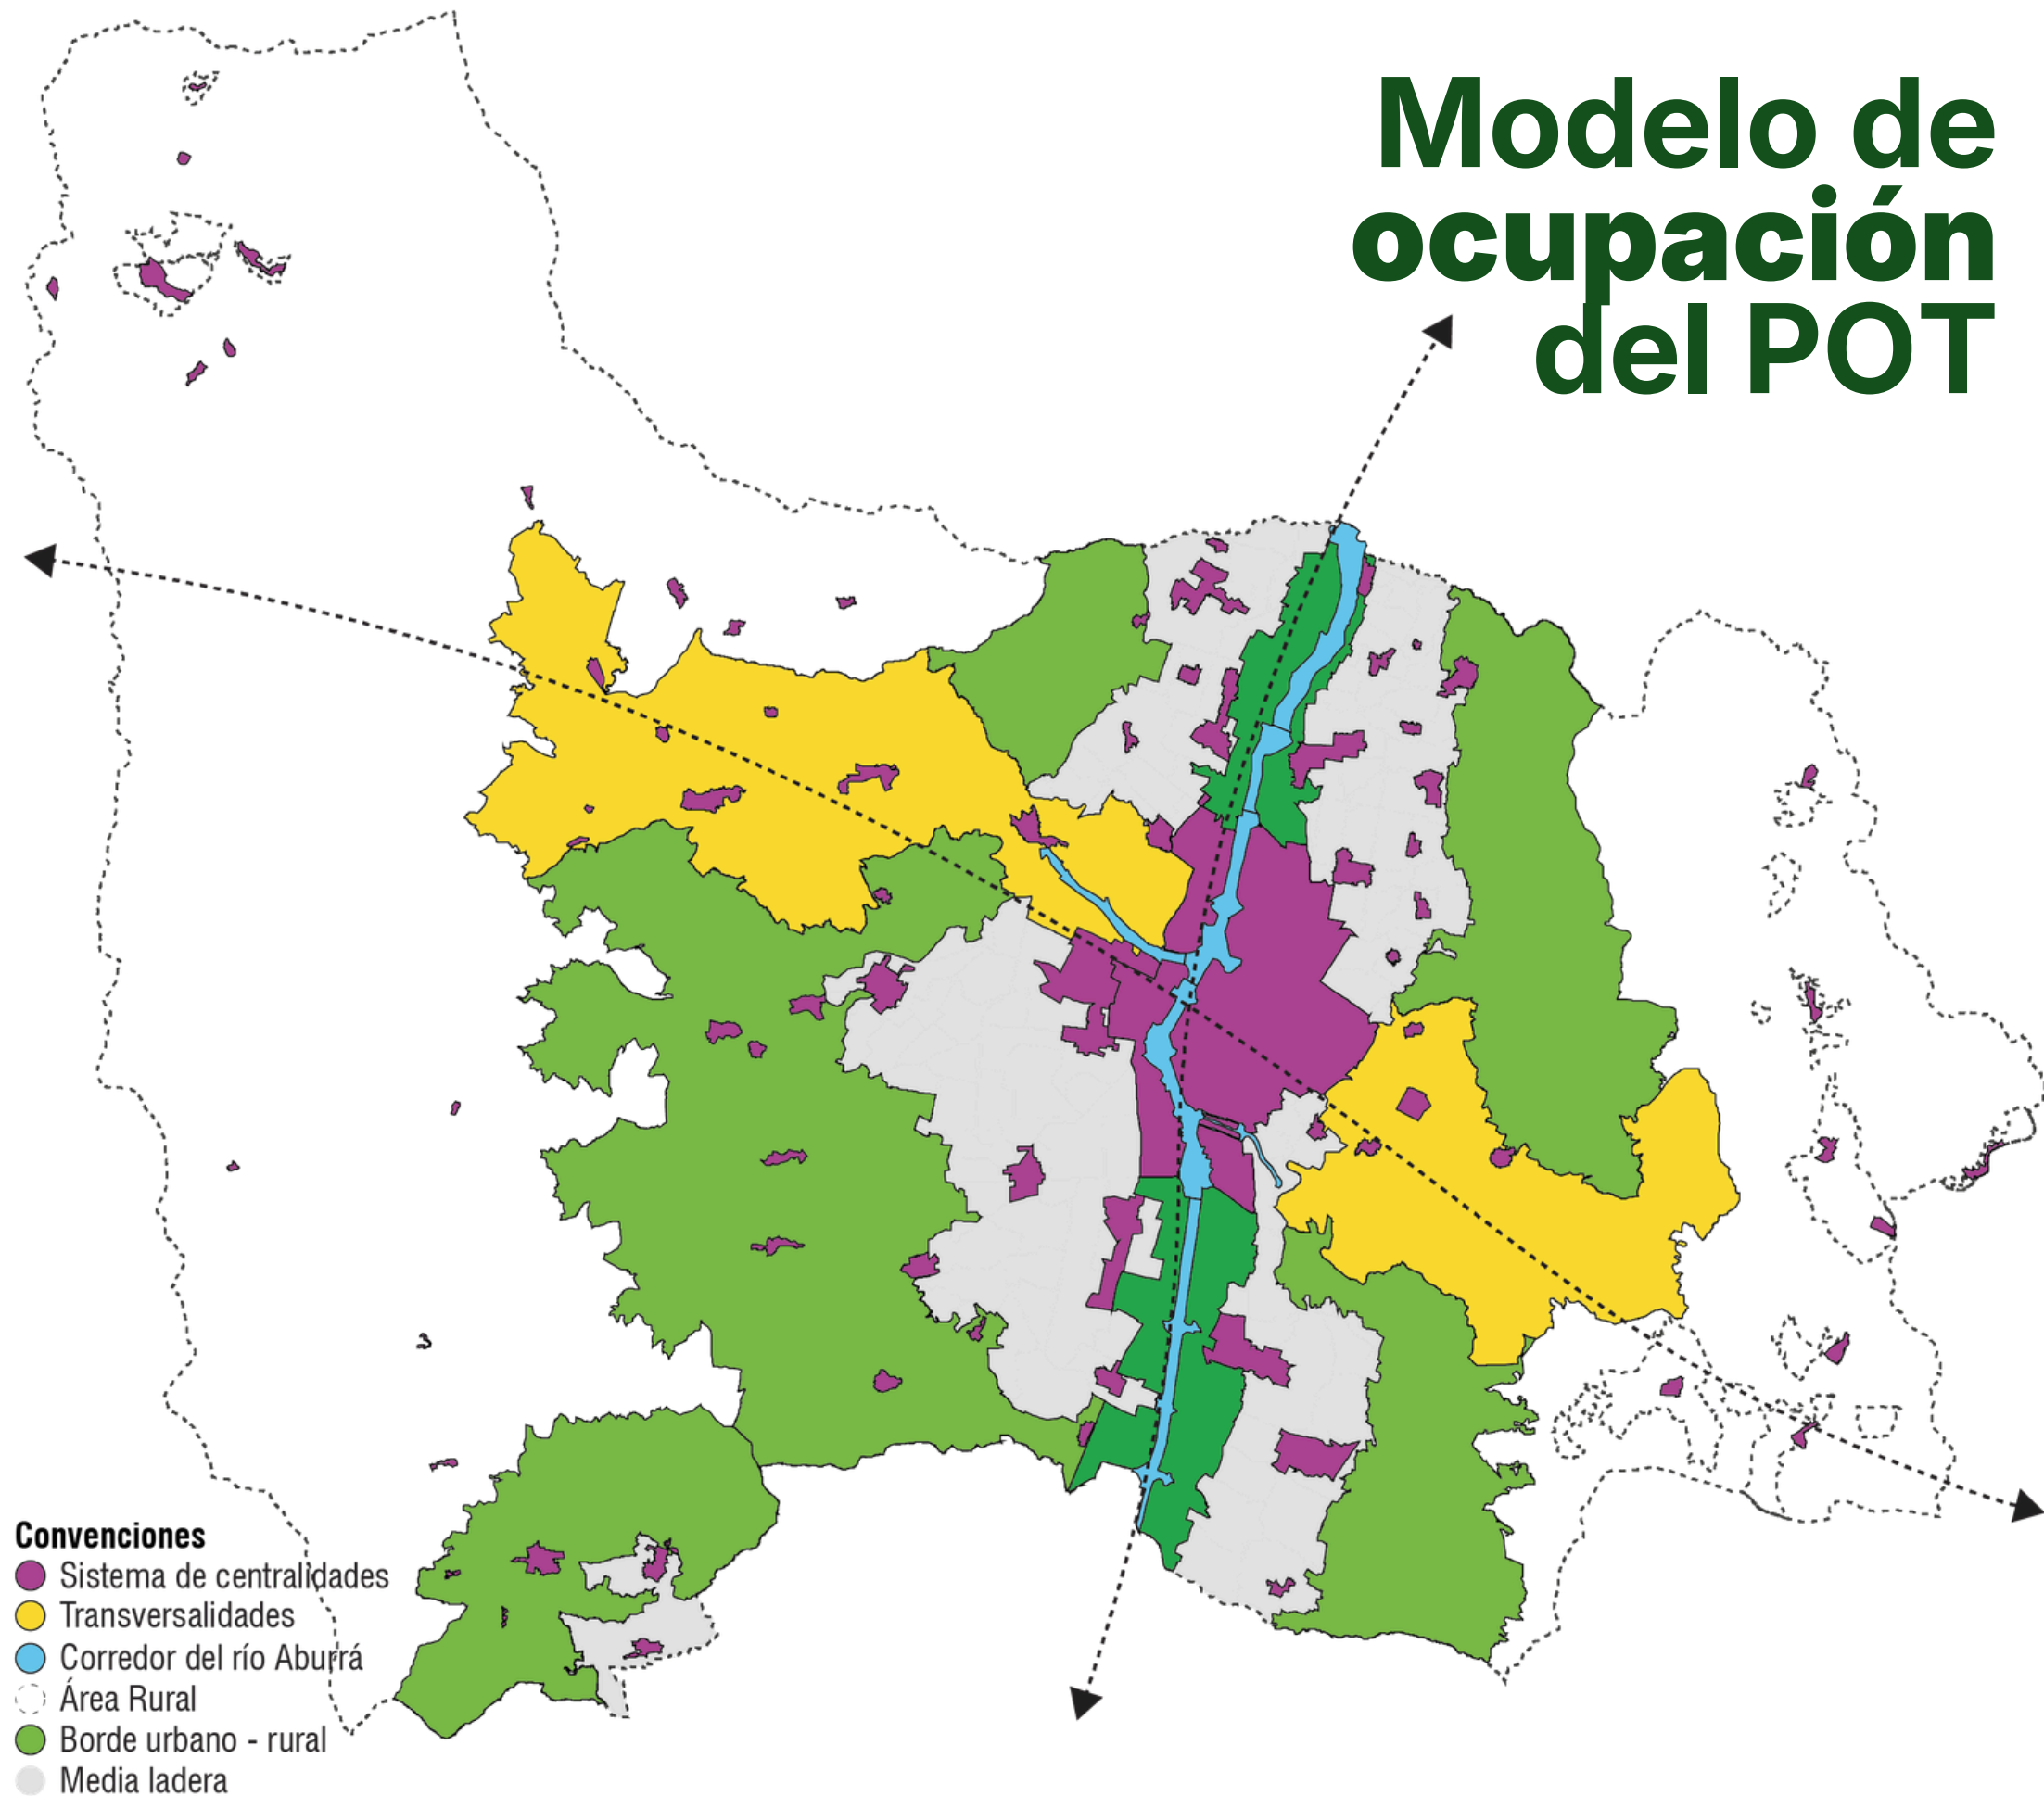 Modelo de
ocupación
del POT
Convenciones
Sistema de centralidades
Transversalidades
Corredor del río Aburrá
Área Rural
Borde urbano - rural
Media ladera